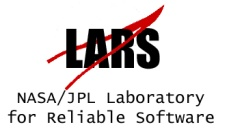 LARS
NASA/JPL Laboratory
for Reliable Software